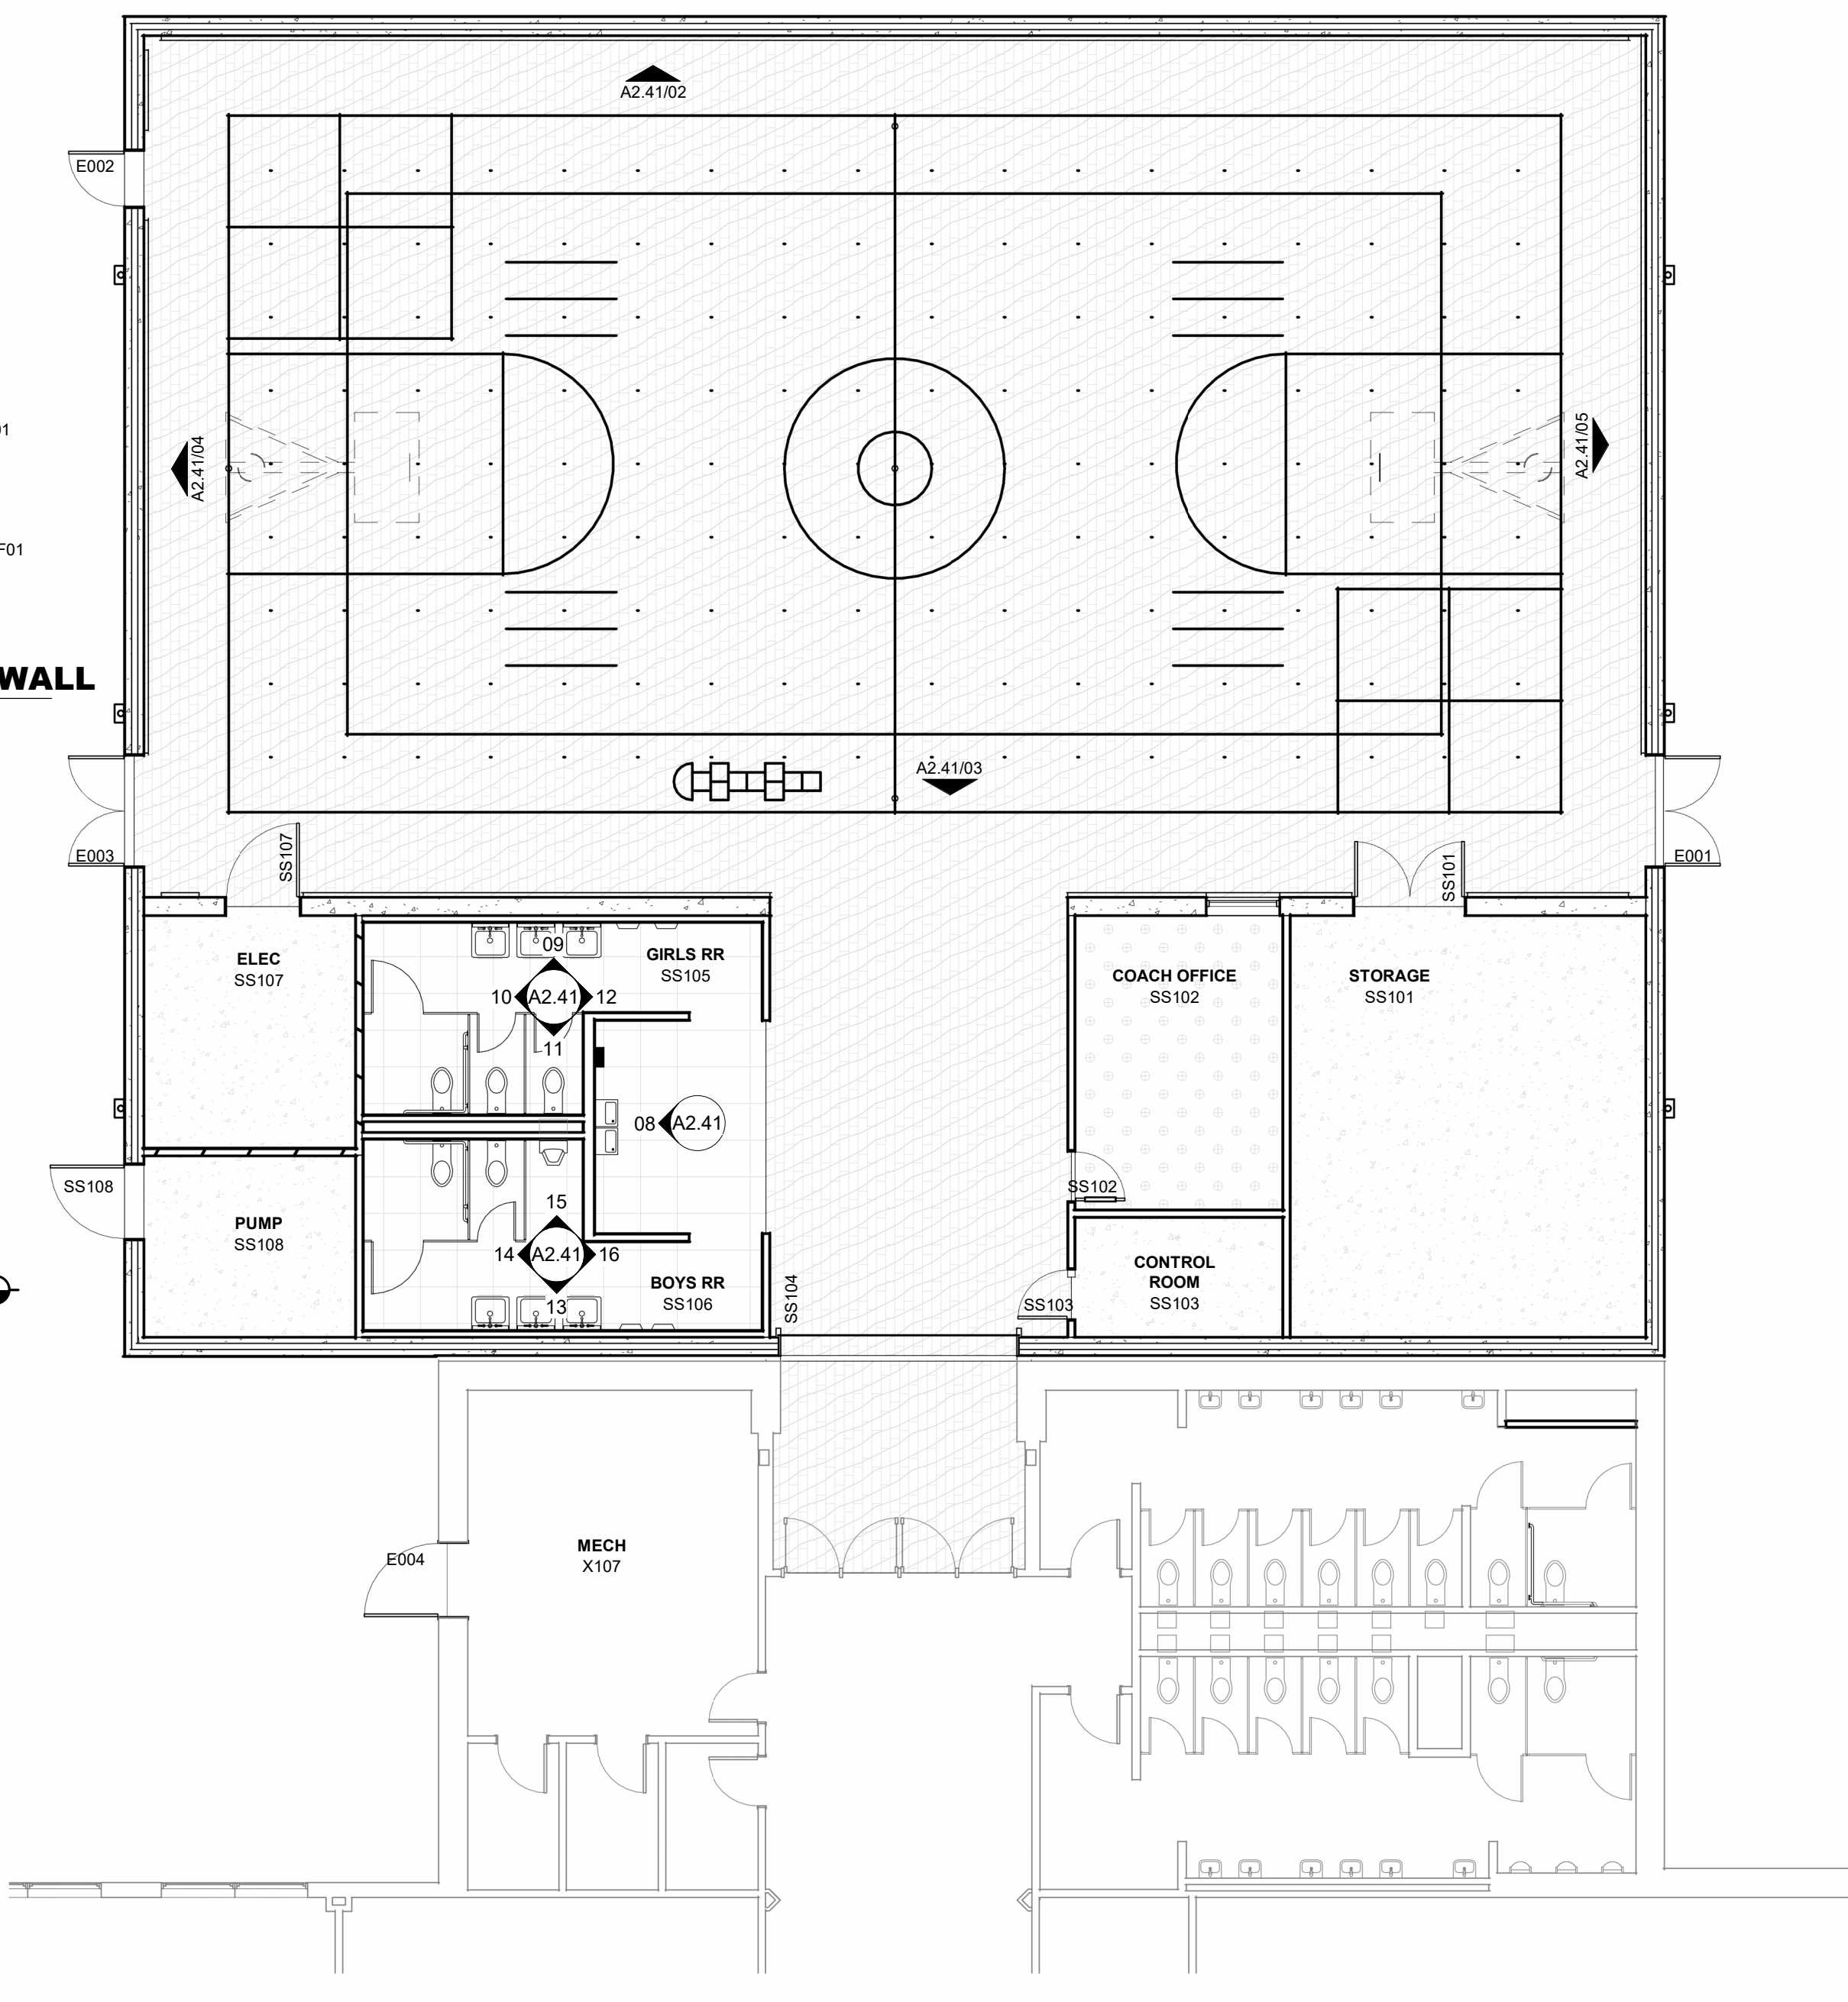 A2.41/02
E002
01
A2.41/04
A2.41/05
F01
WALL
A2.41/03
E003
SS107
SS101
E001
ELEC
SS107
09
GIRLS RR
SS105
10
A2.41
12
11
COACH OFFICE
SS102
STORAGE
SS101
08
A2.41
SS108
SS102
PUMP
SS108
15
14
A2.41
16
13
BOYS RR
SS106
SS104
SS103
CONTROL
ROOM
SS103
E004
MECH
X107